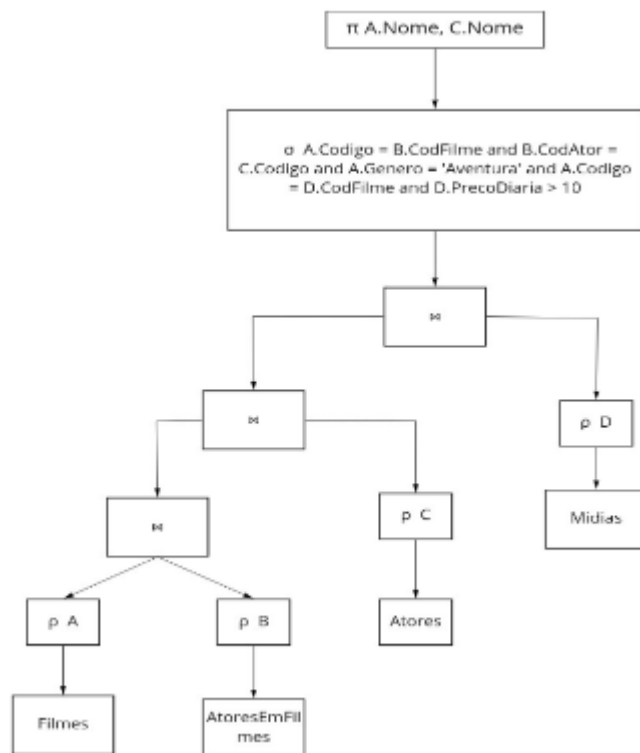 π A.Nome, C.Nome
σ A.Codigo = B.CodFilme and B.CodAtor =
C.Codigo and A.Genero = 'Aventura' and A.Codigo
= D.CodFilme and D.PrecoDiaria > 10
⋈
⋈
ρ D
⋈
ρ C
Midias
ρ A
ρ B
Atores
Filmes
AtoresEmFil
mes